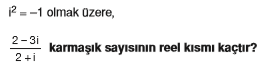 i² = –1 olmak üzere,
2 – 3i
2 + i
karmaşık sayısının reel kısmı kaçtır?